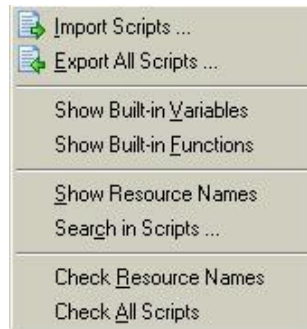 Import Scripts ...
Export All Scripts ...
Show Built-in Variables
Show Built-in Functions
Show Resource Names
Search in Scripts ...
Check Resource Names
Check All Scripts